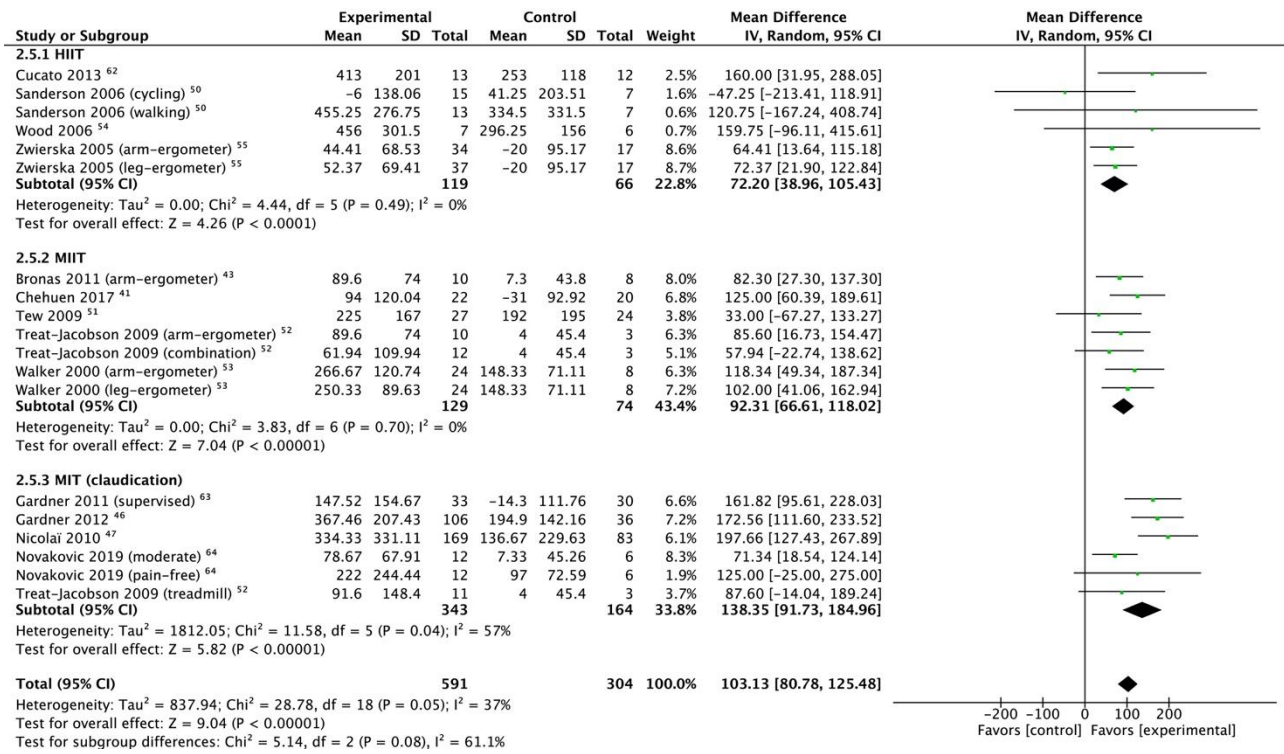 Experimental Control Mean Difference Mean Difference
Study or Subgroup Mean SD Total Mean SD Total Weight IV, Random, 95% CI IV, Random, 95% CI
2.5.1 HIIT
Cucato 2013 62 413 201 13 253 118 12 2.5% 160.00 [31.95, 288.05]
Sanderson 2006 (cycling) 50 -6 138.06 15 41.25 203.51 7 1.6% -47.25 [-213.41, 118.91]
Sanderson 2006 (walking) 50 455.25 276.75 13 334.5 331.5 7 0.6% 120.75 [-167.24, 408.74]
Wood 2006 54 456 301.5 7 296.25 156 6 0.7% 159.75 [-96.11, 415.61]
Zwierska 2005 (arm-ergometer) 55 44.41 68.53 34 -20 95.17 17 8.6% 64.41 [13.64, 115.18]
Zwierska 2005 (leg-ergometer) 55 52.37 69.41 37 -20 95.17 17 8.7% 72.37 [21.90, 122.84]
Subtotal (95% CI) 119 66 22.8% 72.20 [38.96, 105.43]
Heterogeneity: Tau² = 0.00; Chi² = 4.44, df = 5 (P = 0.49); I² = 0%
Test for overall effect: Z = 4.26 (P < 0.0001)
2.5.2 MIIT
Bronas 2011 (arm-ergometer) 43 89.6 74 10 7.3 43.8 8 8.0% 82.30 [27.30, 137.30]
Chehuen 2017 41 94 120.04 22 -31 92.92 20 6.8% 125.00 [60.39, 189.61]
Tew 2009 51 225 167 27 192 195 24 3.8% 33.00 [-67.27, 133.27]
Treat-Jacobson 2009 (arm-ergometer) 52 89.6 74 10 4 45.4 3 6.3% 85.60 [16.73, 154.47]
Treat-Jacobson 2009 (combination) 52 61.94 109.94 12 4 45.4 3 5.1% 57.94 [-22.74, 138.62]
Walker 2000 (arm-ergometer) 53 266.67 120.74 24 148.33 71.11 8 6.3% 118.34 [49.34, 187.34]
Walker 2000 (leg-ergometer) 53 250.33 89.63 24 148.33 71.11 8 7.2% 102.00 [41.06, 162.94]
Subtotal (95% CI) 129 74 43.4% 92.31 [66.61, 118.02]
Heterogeneity: Tau² = 0.00; Chi² = 3.83, df = 6 (P = 0.70); I² = 0%
Test for overall effect: Z = 7.04 (P < 0.00001)
2.5.3 MIT (claudication)
Gardner 2011 (supervised) 63 147.52 154.67 33 -14.3 111.76 30 6.6% 161.82 [95.61, 228.03]
Gardner 2012 46 367.46 207.43 106 194.9 142.16 36 7.2% 172.56 [111.60, 233.52]
Nicolaï 2010 47 334.33 331.11 169 136.67 229.63 83 6.1% 197.66 [127.43, 267.89]
Novakovic 2019 (moderate) 64 78.67 67.91 12 7.33 45.26 6 8.3% 71.34 [18.54, 124.14]
Novakovic 2019 (pain-free) 64 222 244.44 12 97 72.59 6 1.9% 125.00 [-25.00, 275.00]
Treat-Jacobson 2009 (treadmill) 52 91.6 148.4 11 4 45.4 3 3.7% 87.60 [-14.04, 189.24]
Subtotal (95% CI) 343 164 33.8% 138.35 [91.73, 184.96]
Heterogeneity: Tau² = 1812.05; Chi² = 11.58, df = 5 (P = 0.04); I² = 57%
Test for overall effect: Z = 5.82 (P < 0.00001)
Total (95% CI) 591 304 100.0% 103.13 [80.78, 125.48]
Heterogeneity: Tau² = 837.94; Chi² = 28.78, df = 18 (P = 0.05); I² = 37%
Test for overall effect: Z = 9.04 (P < 0.00001)
Test for subgroup differences: Chi² = 5.14, df = 2 (P = 0.08), I² = 61.1%
-200 -100 0 100 200
Favors [control] Favors [experimental]